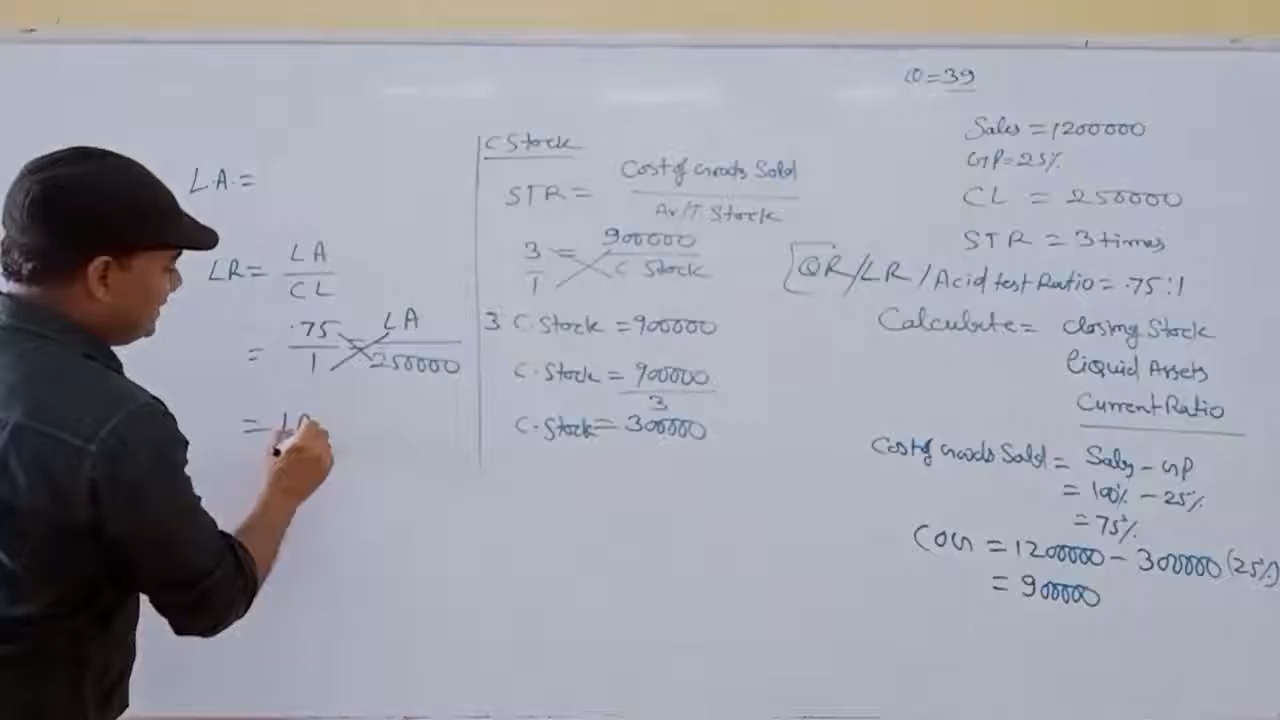 L.A. =
LR = LA / CL
= .75 / 1 = LA / 250000
= LA
C Stock
STR = Cost of Goods Sold / Av/T Stock
3 / 1 = 900000 / C Stock
3 C.Stock = 900000
C.Stock = 900000 / 3
C.Stock = 300000
Q = 39
Sales = 1200000
GP = 25%
CL = 250000
STR = 3 times
QR/LR/Acid test Ratio = .75:1
Calculate = Closing Stock
Liquid Assets
Current Ratio
Cost of Goods Sold = Sales - GP
= 100% - 25%
= 75%
COG = 1200000 - 300000 (25%)
= 900000